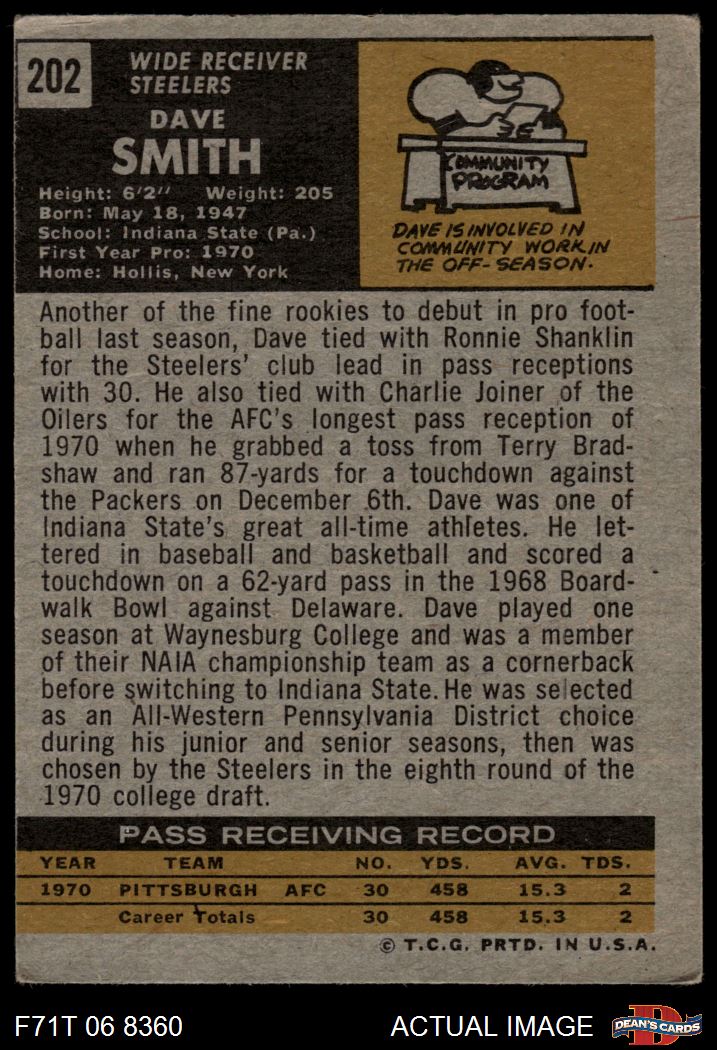 202
WIDE RECEIVER
STEELERS
DAVE
SMITH
Height: 6'2" Weight: 205
Born: May 18, 1947
School: Indiana State (Pa.)
First Year Pro: 1970
Home: Hollis, New York
COMMUNITY
PROGRAM
DAVE IS INVOLVED IN
COMMUNITY WORK IN
THE OFF-SEASON.
Another of the fine rookies to debut in pro foot-
ball last season, Dave tied with Ronnie Shanklin
for the Steelers' club lead in pass receptions
with 30. He also tied with Charlie Joiner of the
Oilers for the AFC's longest pass reception of
1970 when he grabbed a toss from Terry Brad-
shaw and ran 87-yards for a touchdown against
the Packers on December 6th. Dave was one of
Indiana State's great all-time athletes. He let-
tered in baseball and basketball and scored a
touchdown on a 62-yard pass in the 1968 Board-
walk Bowl against Delaware. Dave played one
season at Waynesburg College and was a member
of their NAIA championship team as a cornerback
before switching to Indiana State. He was selected
as an All-Western Pennsylvania District choice
during his junior and senior seasons, then was
chosen by the Steelers in the eighth round of the
1970 college draft.
PASS RECEIVING RECORD
YEAR TEAM NO. YDS. AVG. TDS.
1970 PITTSBURGH AFC 30 458 15.3 2
Career Totals 30 458 15.3 2
© T.C.G. PRTD. IN U.S.A.
F71T 06 8360 ACTUAL IMAGE
D
DEAN'S CARDS